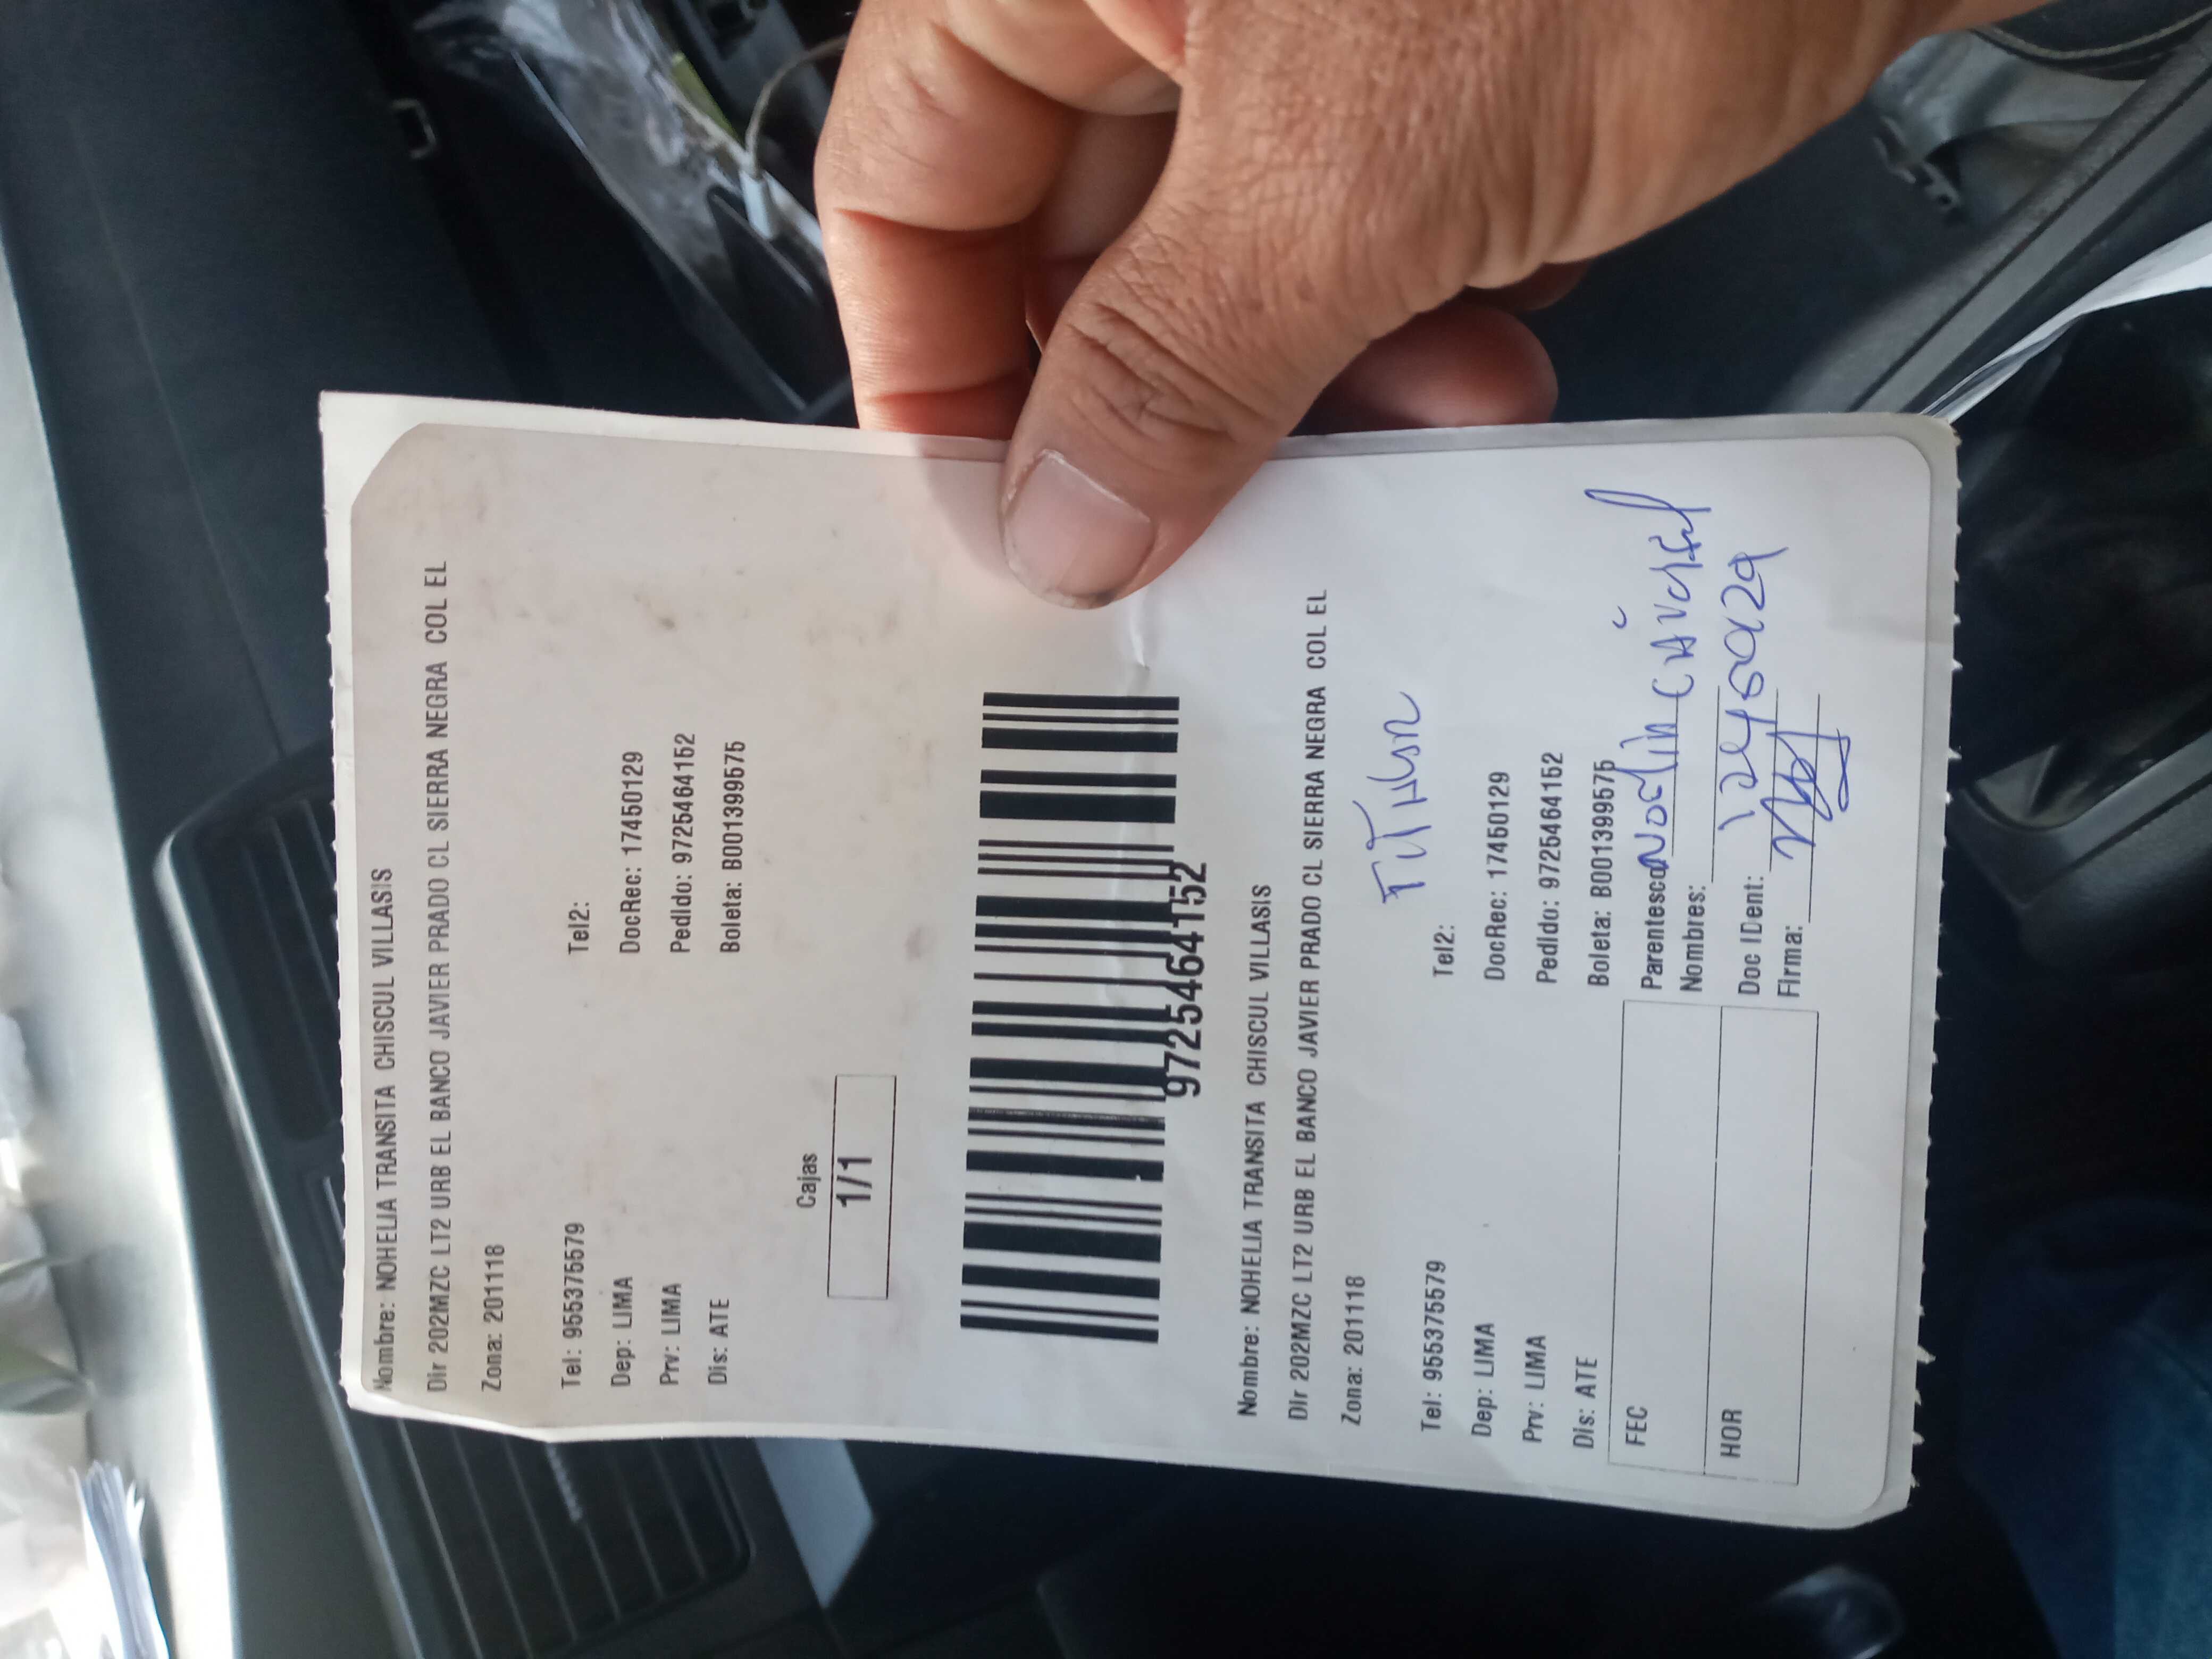 Nombre: NOHELIA TRANSITA CHISCUL VILLASIS
Dir 202MZC LT2 URB EL BANCO JAVIER PRADO CL SIERRA NEGRA COL EL
Zona: 201118
Tel: 955375579 Tel2:
Dep: LIMA DocRec: 17450129
Prv: LIMA Pedido: 9725464152
Dis: ATE Boleta: B001399575
Cajas
1/1
9725464152
Nombre: NOHELIA TRANSITA CHISCUL VILLASIS
Dir 202MZC LT2 URB EL BANCO JAVIER PRADO CL SIERRA NEGRA COL EL
Zona: 201118
Tel: 955375579 Tel2:
Dep: LIMA DocRec: 17450129
Prv: LIMA Pedido: 9725464152
Dis: ATE Boleta: B001399575
FEC Parentesco
Nombres:
HOR Doc IDent:
Firma: